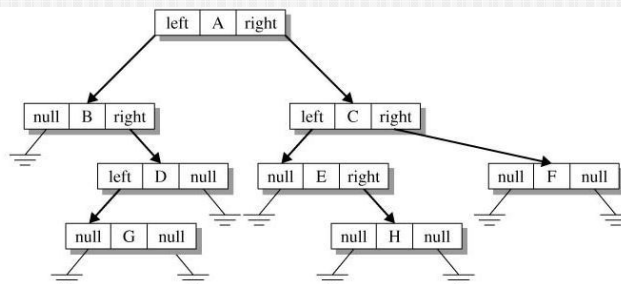 left A right
null B right
left C right
left D null
null E right
null F null
null G null
null H null